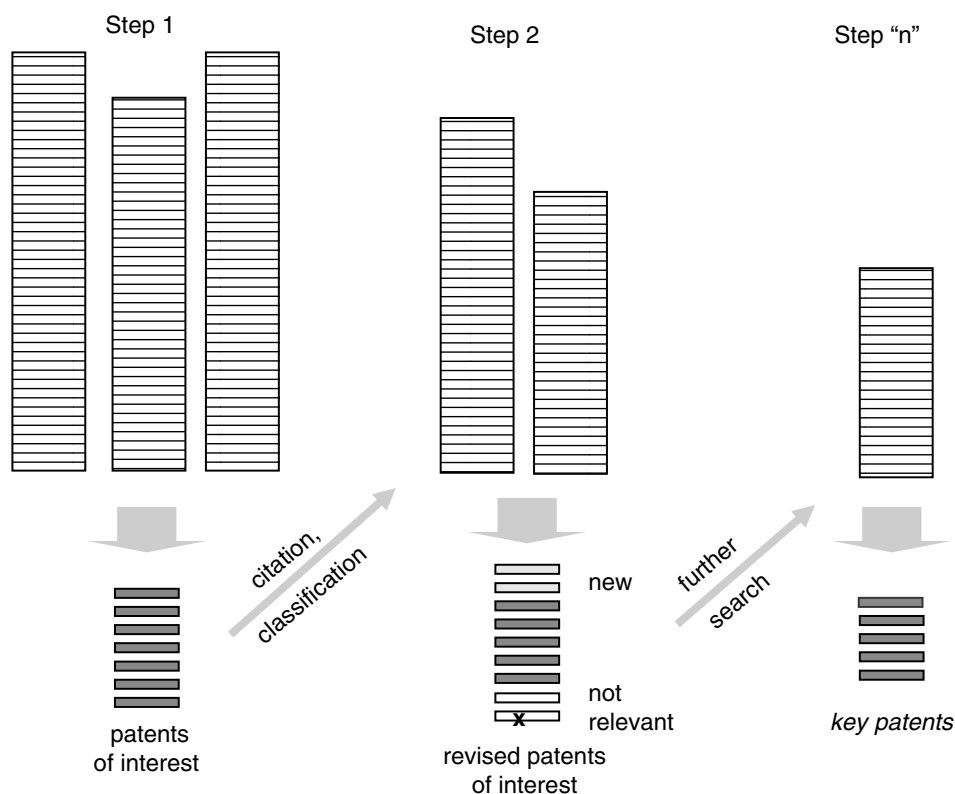 Step 1
Step 2
Step “n”
citation,
classification
further
search
new
not
relevant
x
patents
of interest
revised patents
of interest
key patents